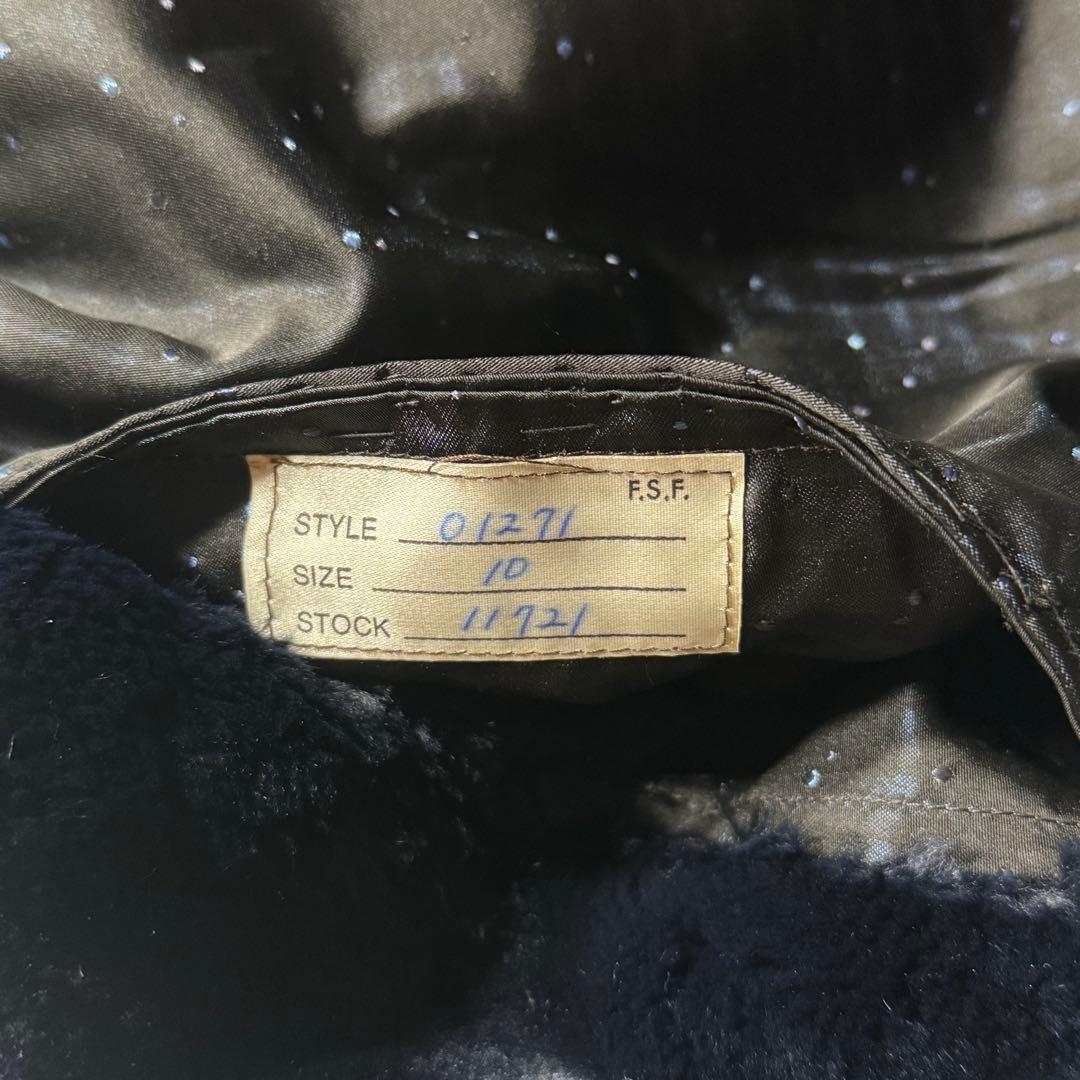 F.S.F.
STYLE 01271
SIZE 10
STOCK 11721